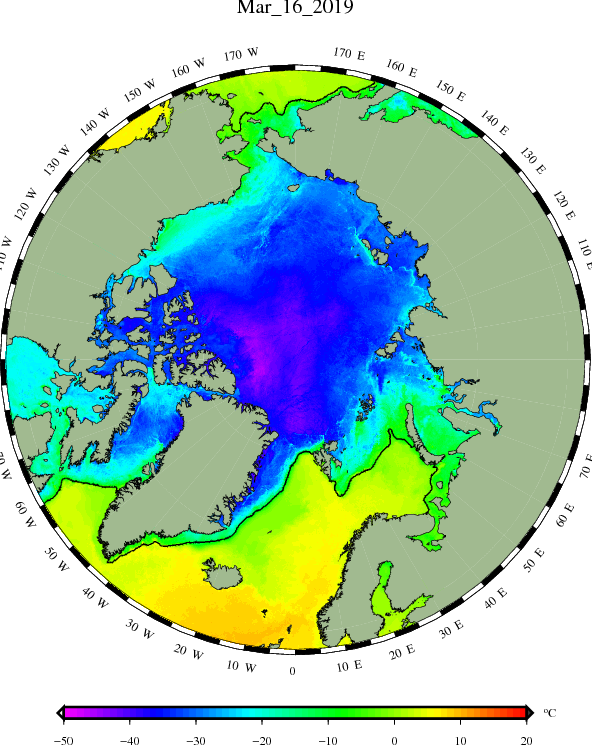 Mar_16_2019
170 W
170 E
160 W
160 E
150 W
150 E
140 W
140 E
130 W
130 E
120 W
120 E
110 E
70 E
60 W
60 E
50 W
50 E
40 W
40 E
30 W
30 E
20 W
20 E
10 W
10 E
0
°C
−50 −40 −30 −20 −10 0 10 20